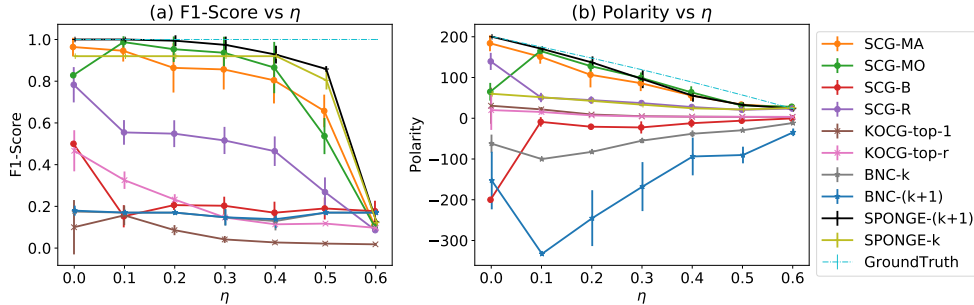 (a) F1-Score vs η
(b) Polarity vs η
F1-Score
1.0
0.8
0.6
0.4
0.2
0.0
0.0 0.1 0.2 0.3 0.4 0.5 0.6
η
Polarity
200
100
0
−100
−200
−300
0.0 0.1 0.2 0.3 0.4 0.5 0.6
η
SCG-MA
SCG-MO
SCG-B
SCG-R
KOCG-top-1
KOCG-top-r
BNC-k
BNC-(k+1)
SPONGE-(k+1)
SPONGE-k
GroundTruth